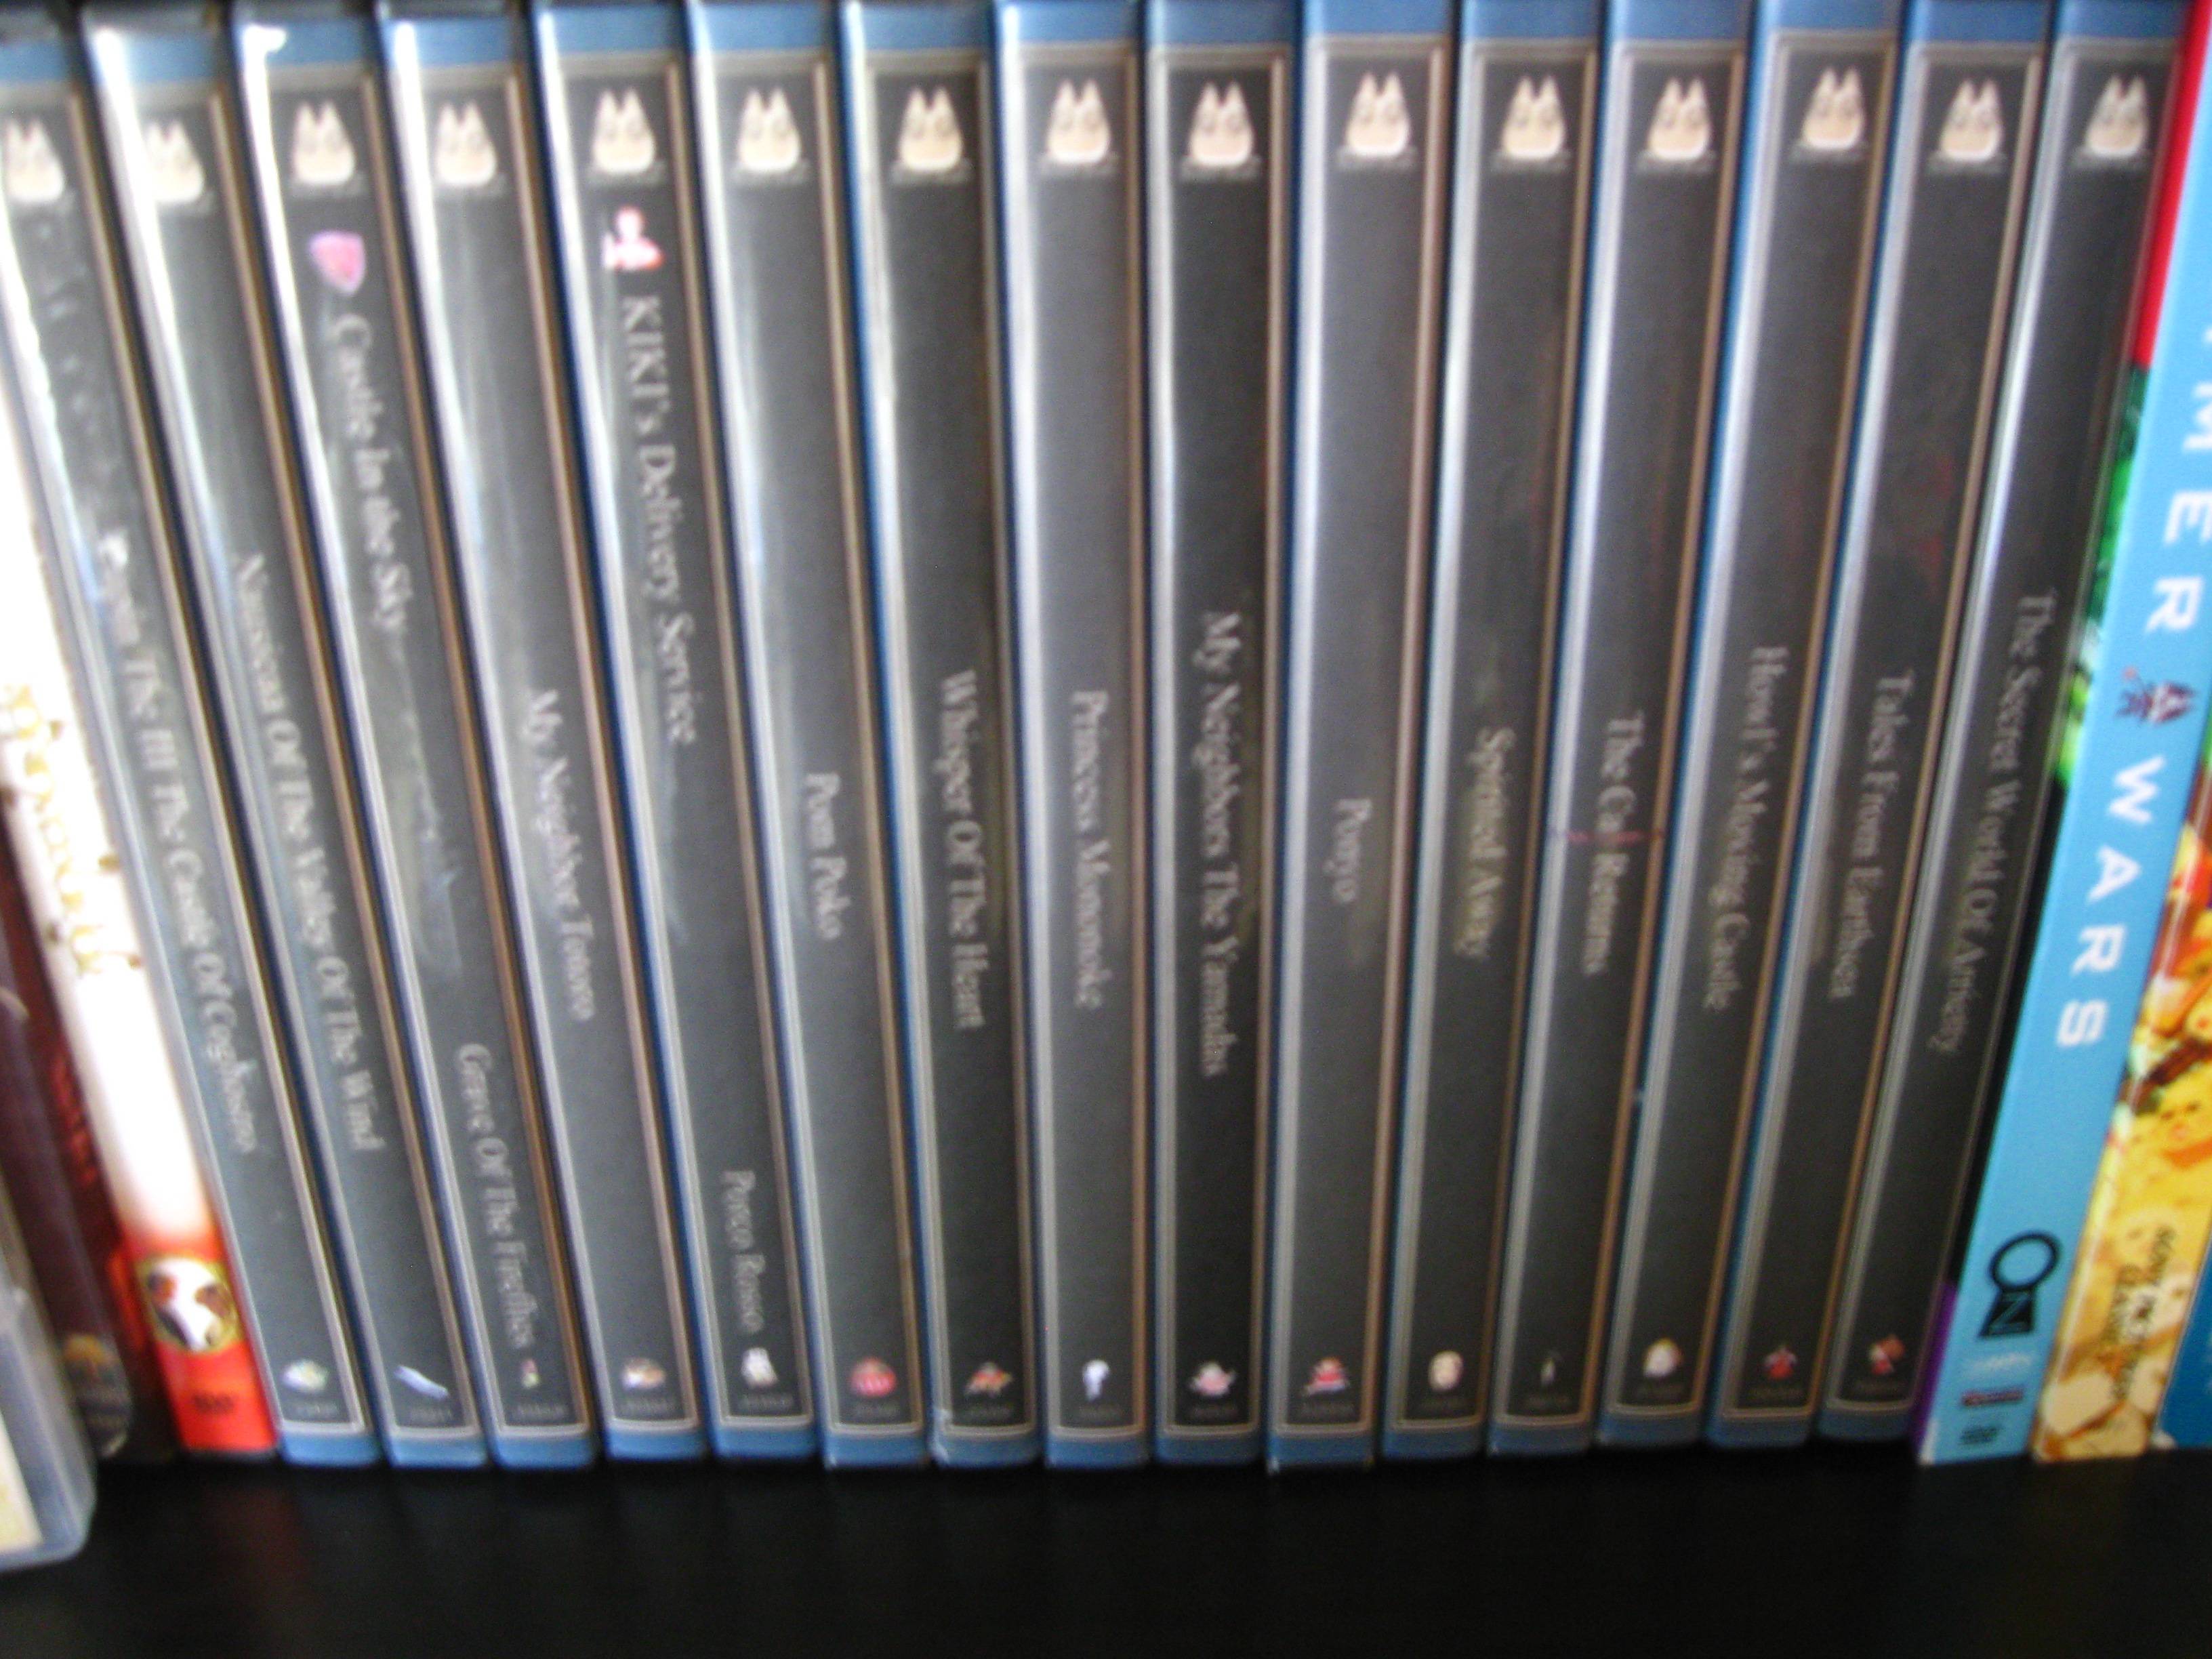 The III The Castle Of Cagliostro
Nausicaa Of The Valley Of The Wind
Castle In the Sky
Grave Of The Fireflies
My Neighbor Totoro
KIKI's Delivery Service
Porco Rosso
Pom Poko
Whisper Of The Heart
Princess Mononoke
My Neighbors The Yamadas
Ponyo
Spirited Away
The Cat Returns
Howl's Moving Castle
Tales From Earthsea
The Secret World Of Arrietty
MER WARS